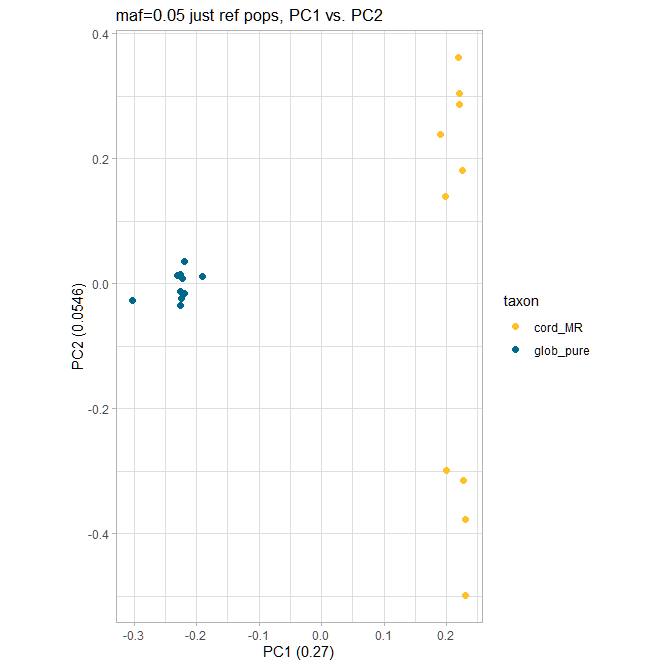 maf=0.05 just ref pops, PC1 vs. PC2
0.4
0.2
0.0
-0.2
-0.4
PC2 (0.0546)
-0.3 -0.2 -0.1 0.0 0.1 0.2
PC1 (0.27)
taxon
cord_MR
glob_pure